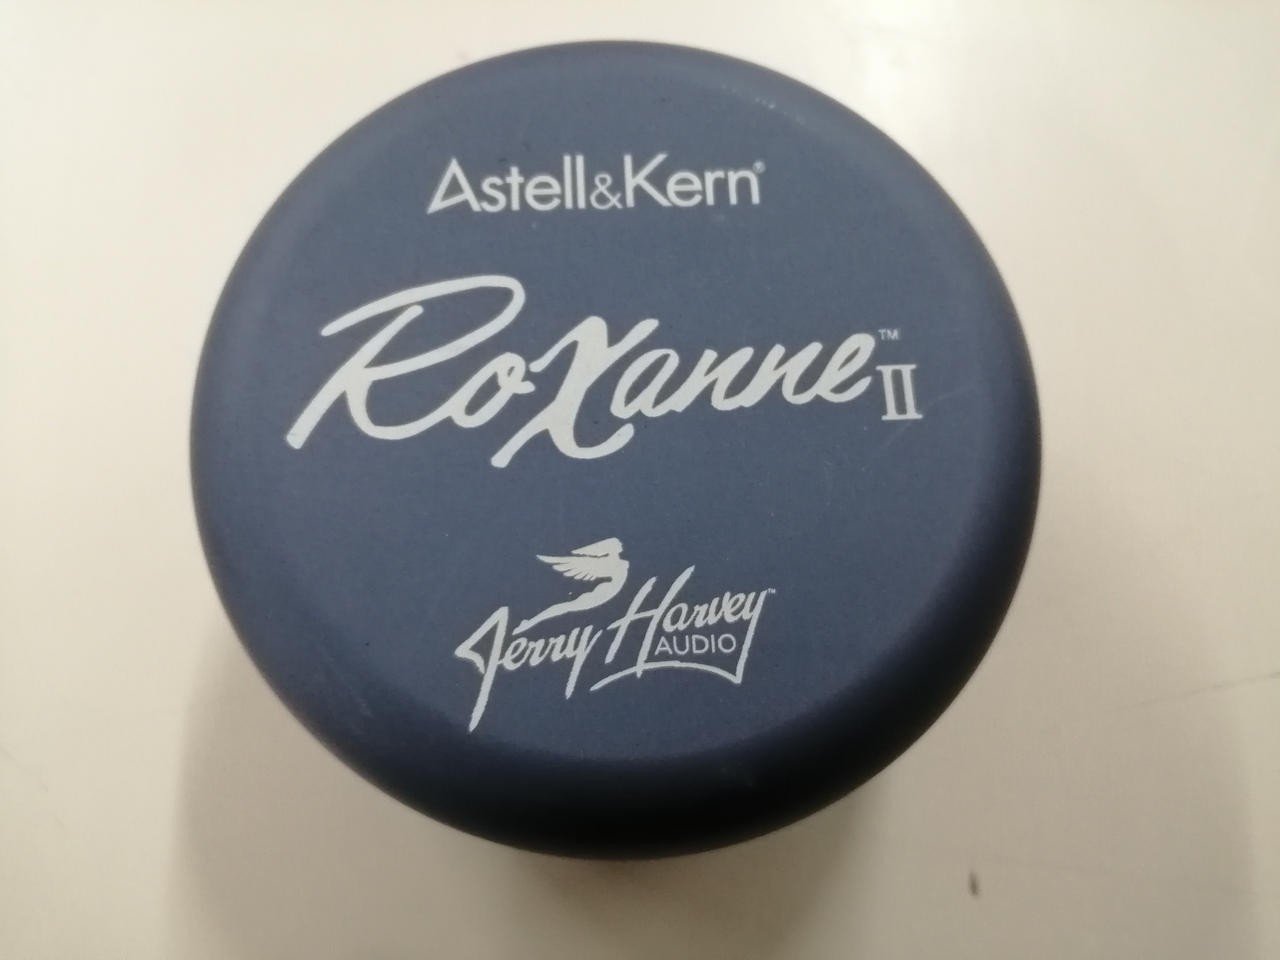 Astell&Kern®
Roxanne™ II
Jerry Harvey™
AUDIO